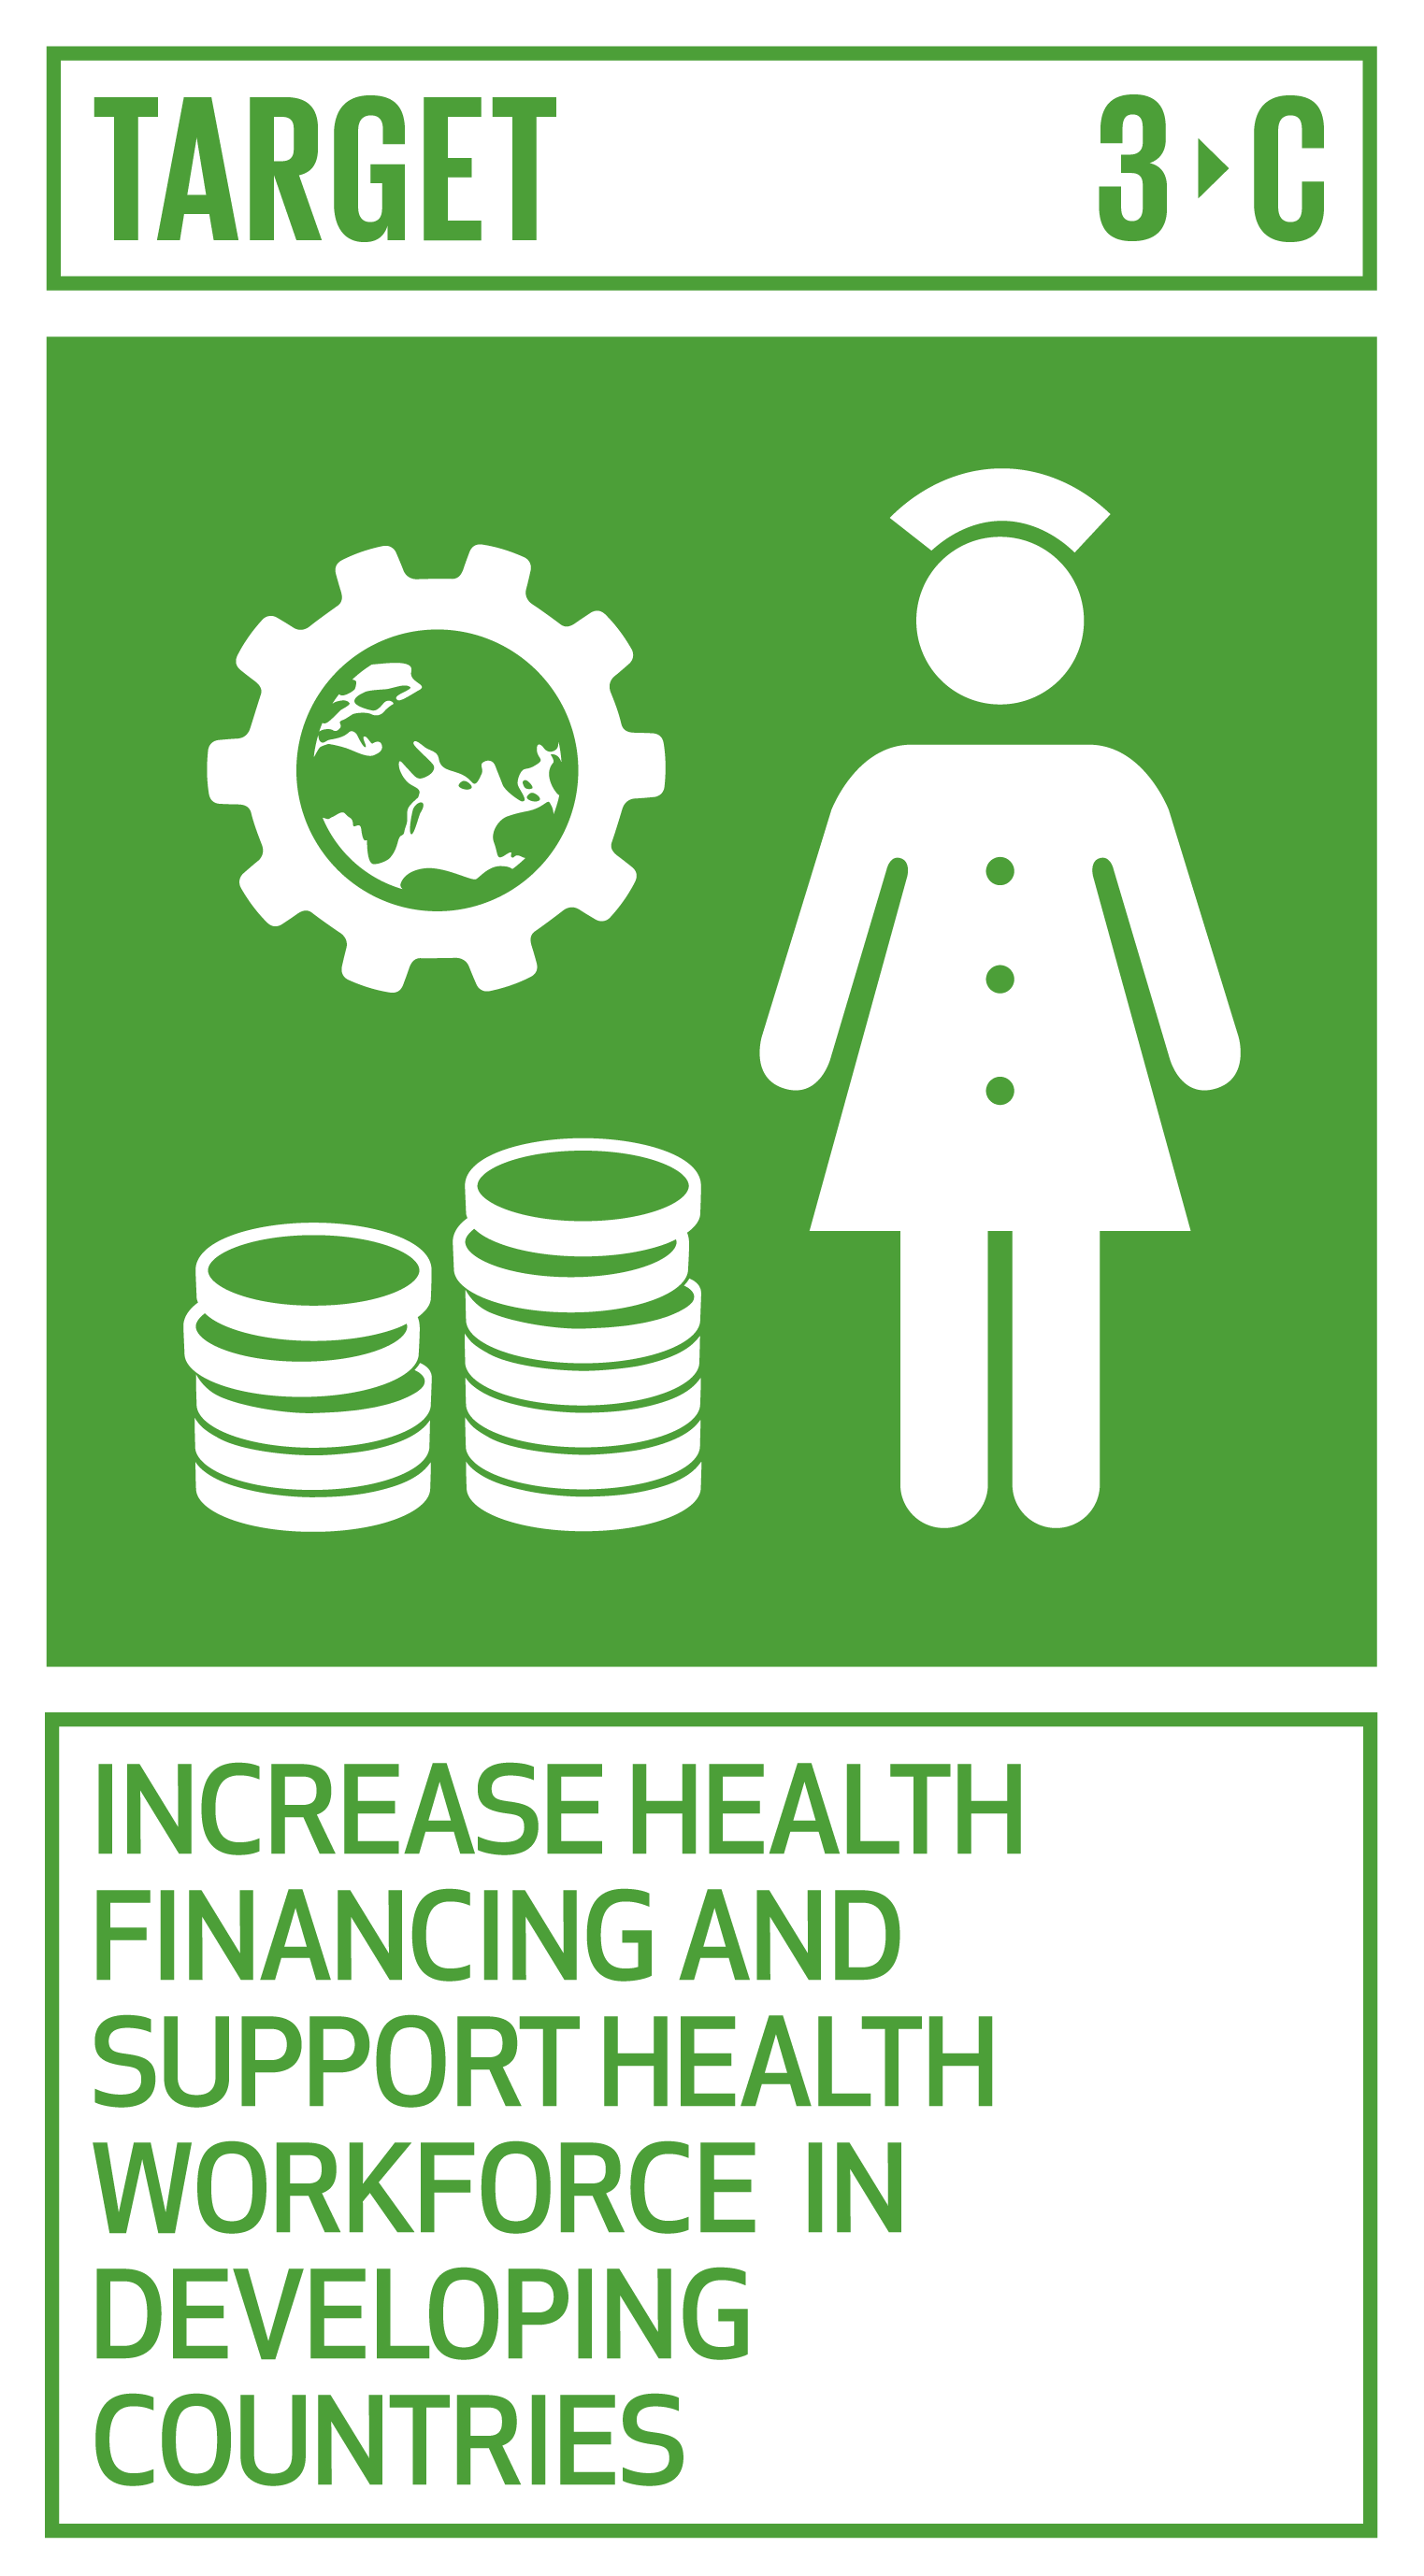 TARGET 3▸C
INCREASE HEALTH
FINANCING AND
SUPPORT HEALTH
WORKFORCE IN
DEVELOPING
COUNTRIES